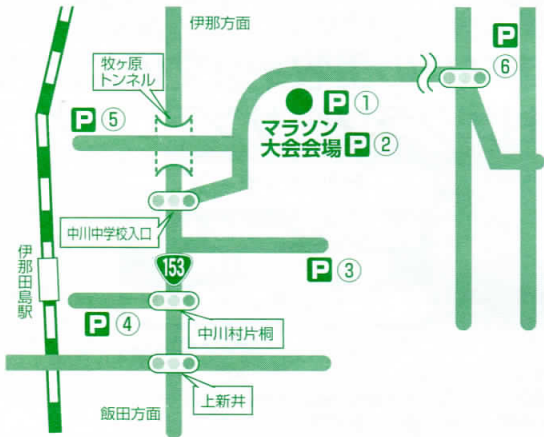 伊那方面
牧ヶ原
トンネル
P
⑥
P ①
P ⑤
マラソン
大会会場 P ②
中川中学校入口
伊那田島駅
153
P ③
P ④
中川村片桐
上新井
飯田方面